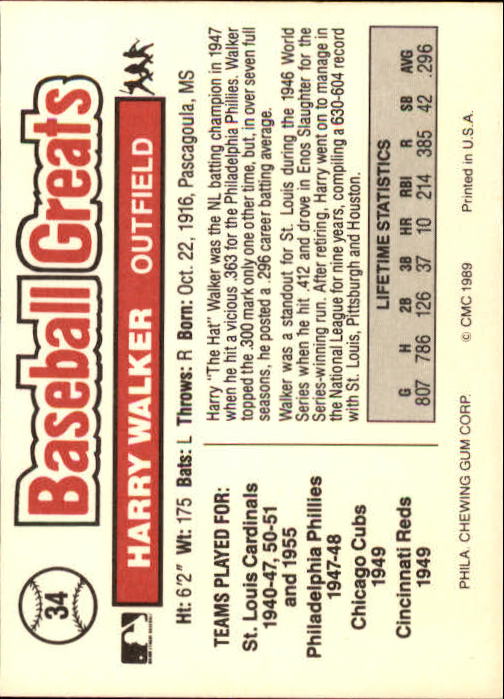 34
Baseball Greats
HARRY WALKER OUTFIELD
Ht: 6'2" Wt: 175 Bats: L Throws: R Born: Oct. 22, 1916, Pascagoula, MS
TEAMS PLAYED FOR:
St. Louis Cardinals
1940-47, 50-51
and 1955
Philadelphia Phillies
1947-48
Chicago Cubs
1949
Cincinnati Reds
1949
Harry "The Hat" Walker was the NL batting champion in 1947
when he hit a vicious .363 for the Philadelphia Phillies. Walker
topped the .300 mark only one other time, but, in over seven full
seasons, he posted a .296 career batting average.
Walker was a standout for St. Louis during the 1946 World
Series when he hit .412 and drove in Enos Slaughter for the
Series-winning run. After retiring, Harry went on to manage in
the National League for nine years, compiling a 630-604 record
with St. Louis, Pittsburgh and Houston.
LIFETIME STATISTICS
G H 2B 3B HR RBI R SB AVG
807 786 126 37 10 214 385 42 .296
PHILA. CHEWING GUM CORP. © CMC 1989 Printed in U.S.A.